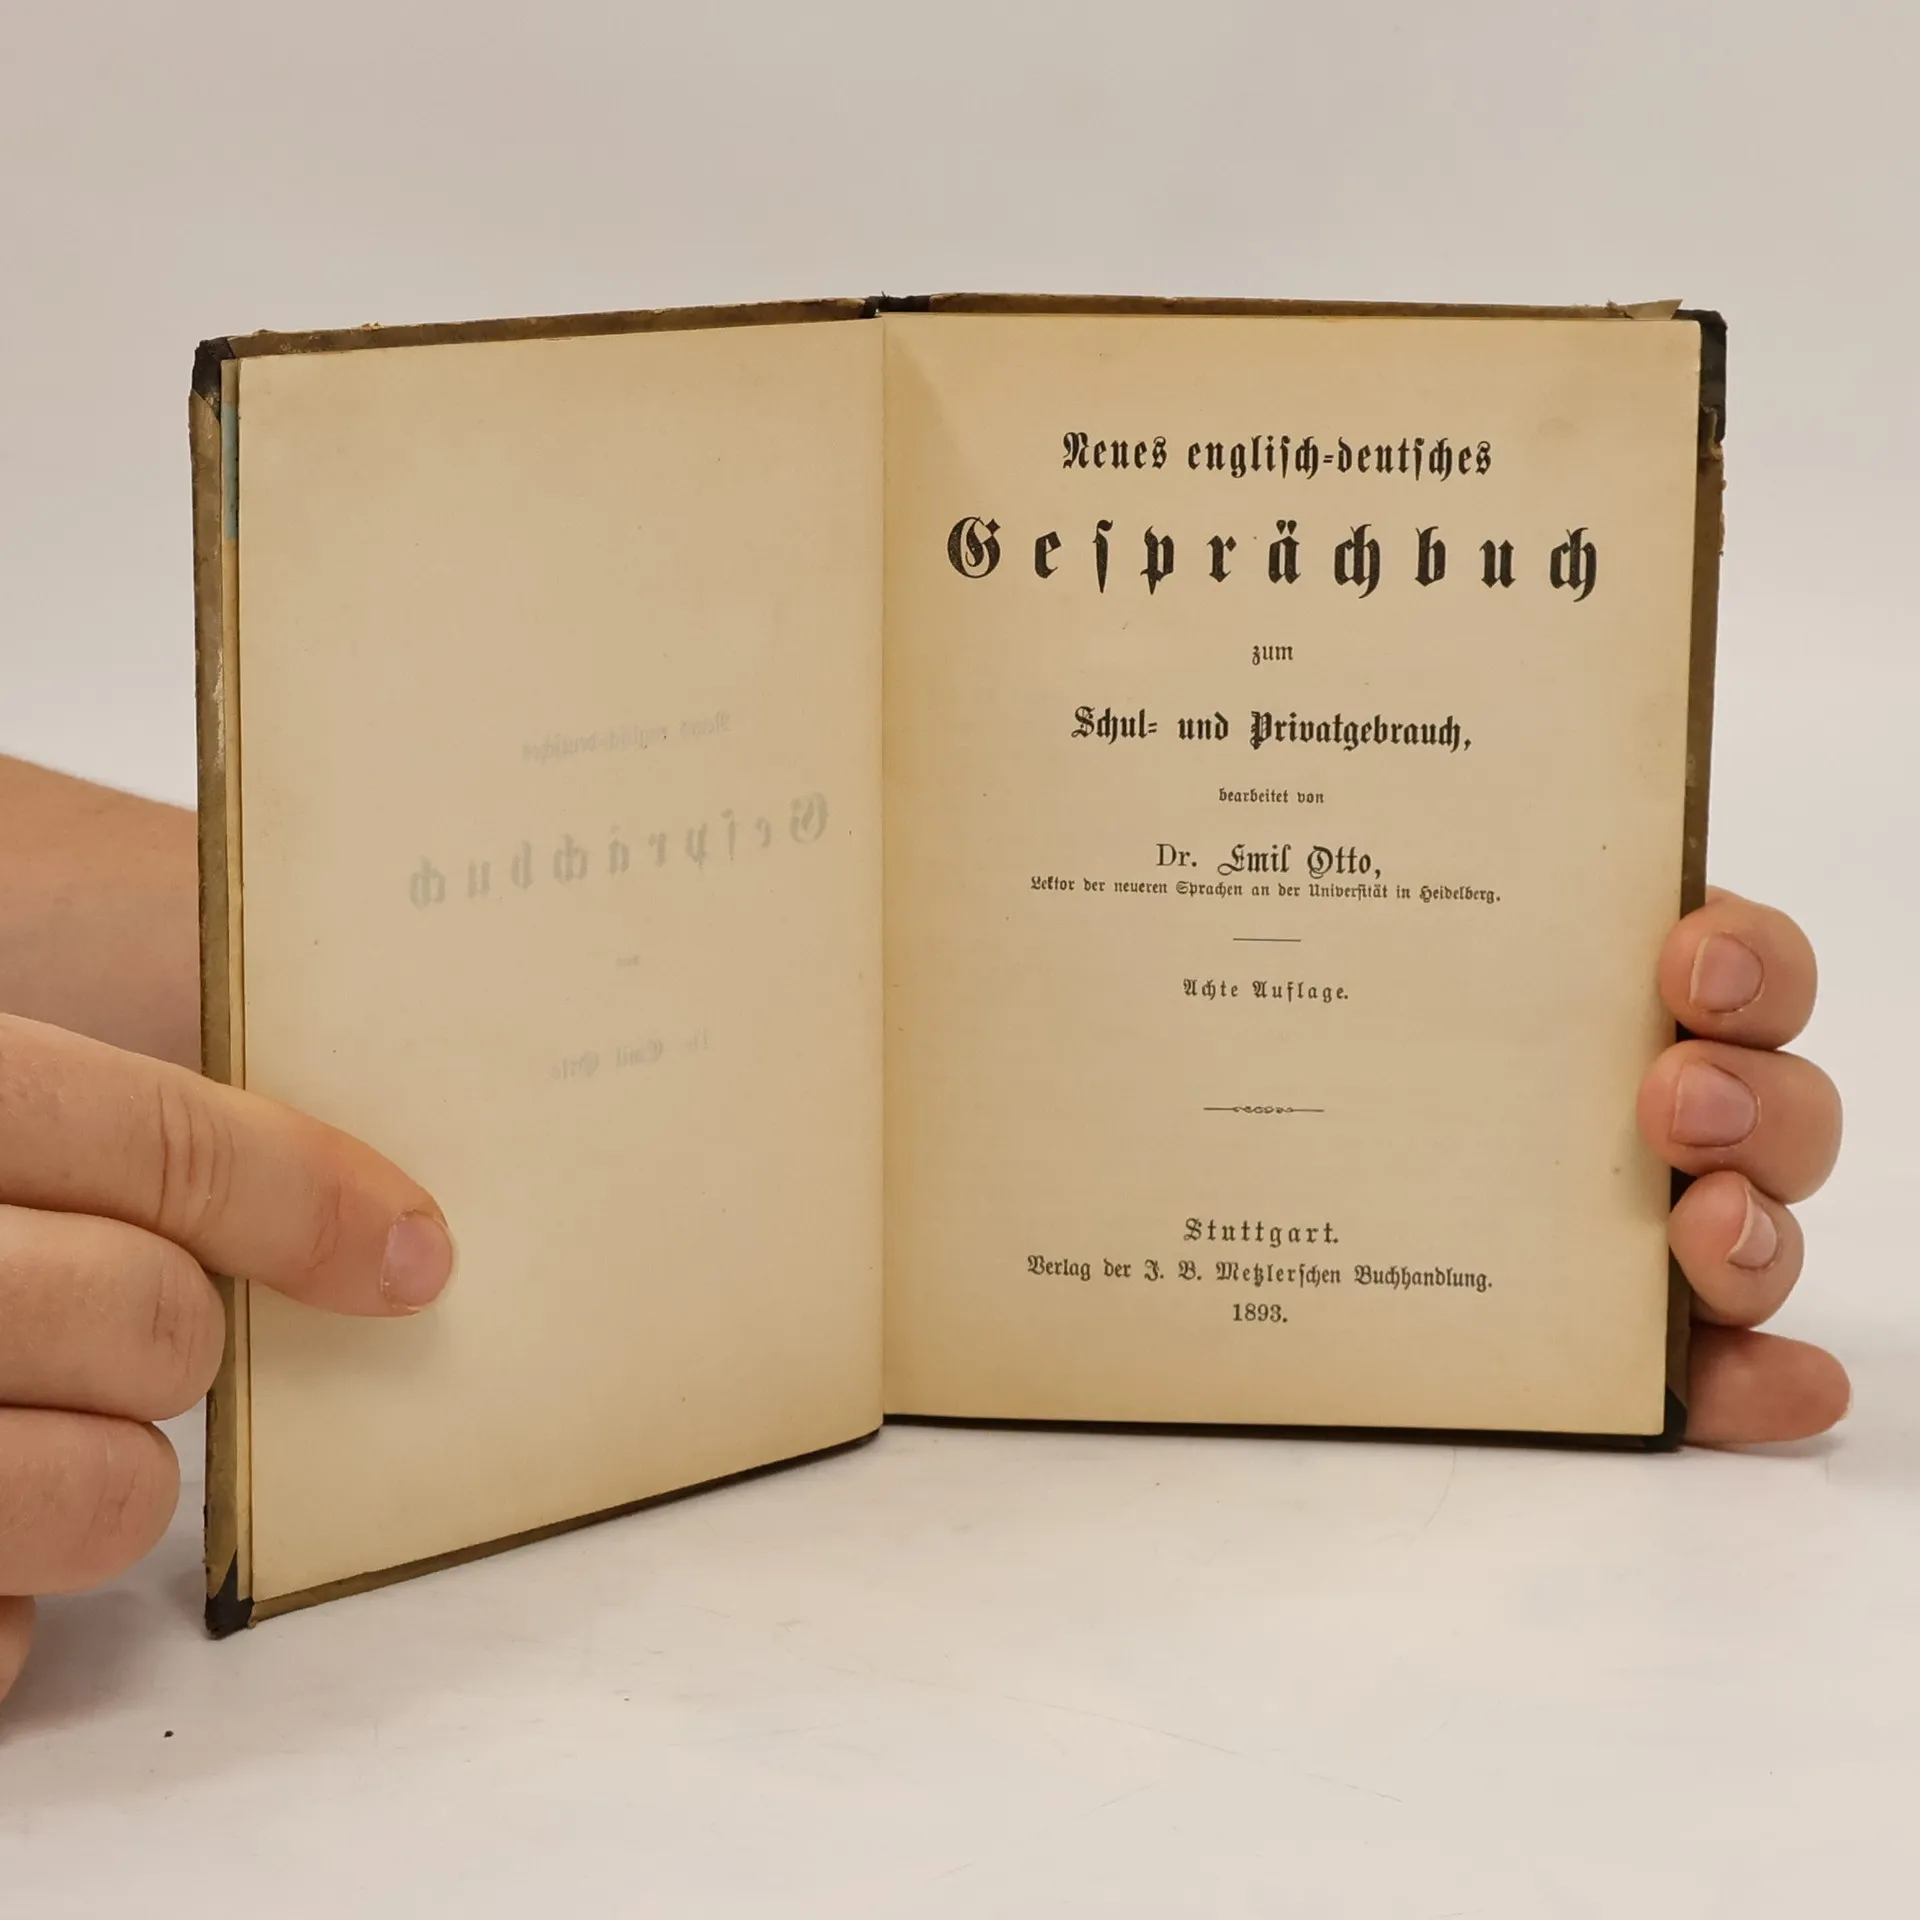 Neues englisch-deutsches
Gesprächbuch
zum
Schul- und Privatgebrauch,
bearbeitet von
Dr. Emil Otto,
Lektor der neueren Sprachen an der Universität in Heidelberg.
Achte Auflage.
Stuttgart.
Verlag der J. B. Metzlerschen Buchhandlung.
1893.